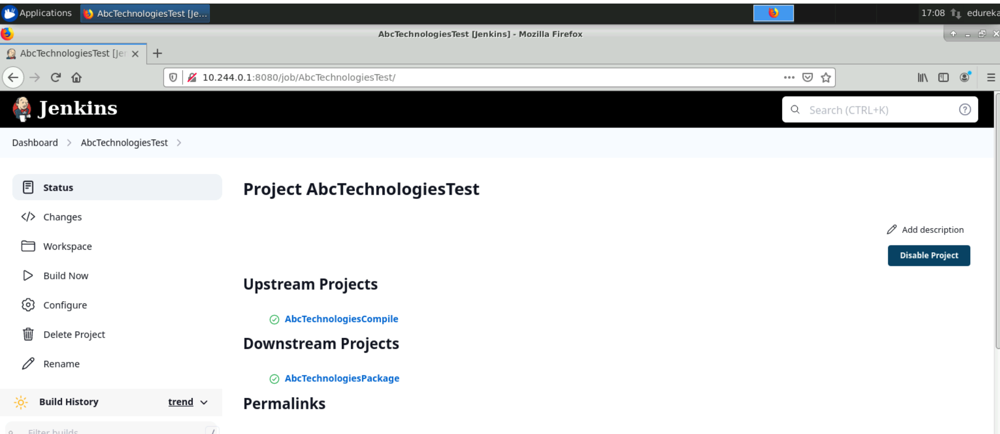 Applications
AbcTechnologiesTest [Je...
17:08
edureka
AbcTechnologiesTest [Jenkins] - Mozilla Firefox
AbcTechnologiesTest [Jen
10.244.0.1:8080/job/AbcTechnologiesTest/
Jenkins
Search (CTRL+K)
Dashboard > AbcTechnologiesTest >
Status
Changes
Workspace
Build Now
Configure
Delete Project
Rename
Build History
trend
Filter builds
/
Project AbcTechnologiesTest
Add description
Disable Project
Upstream Projects
AbcTechnologiesCompile
Downstream Projects
AbcTechnologiesPackage
Permalinks